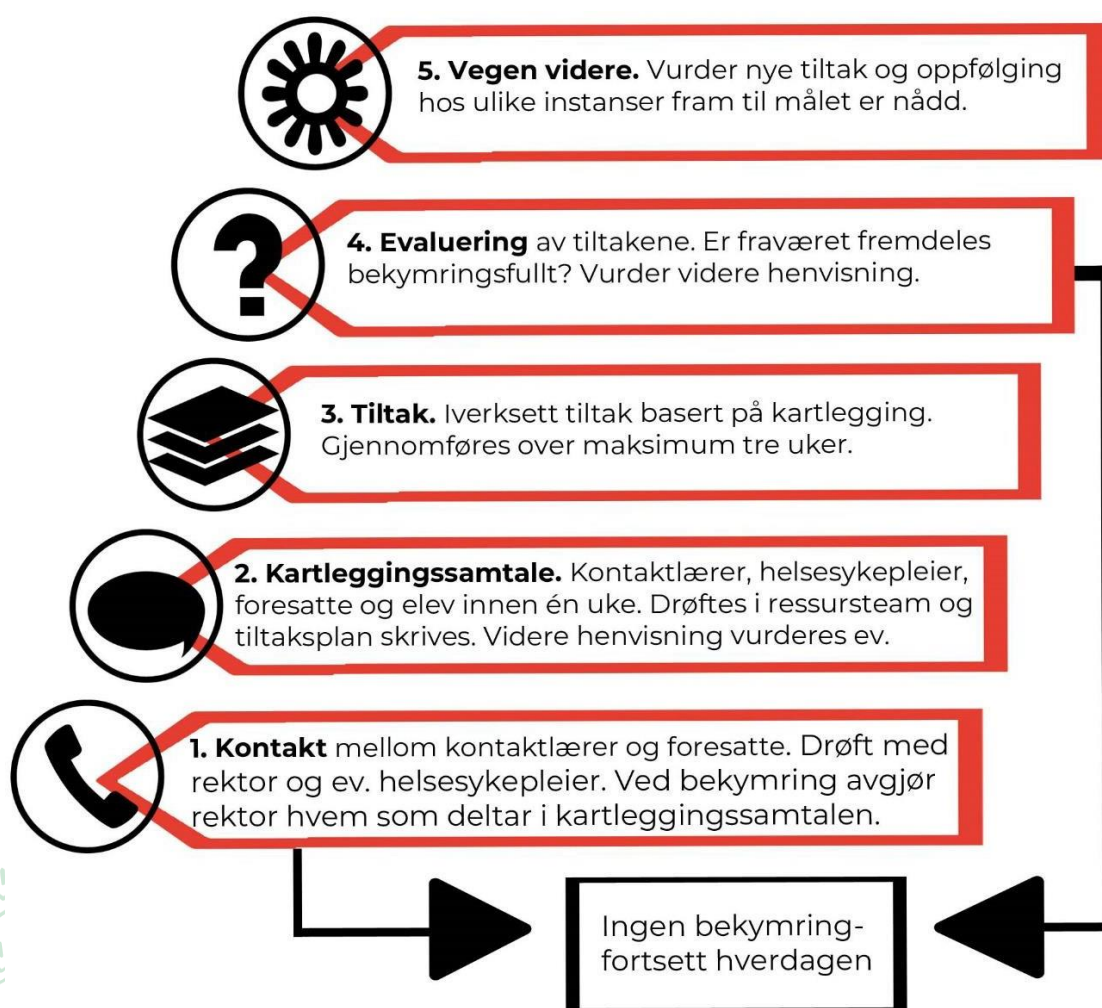 5. Vegen videre. Vurder nye tiltak og oppfølging
hos ulike instanser fram til målet er nådd.
4. Evaluering av tiltakene. Er fraværet fremdeles
bekymringsfullt? Vurder videre henvisning.
3. Tiltak. Iverksett tiltak basert på kartlegging.
Gjennomføres over maksimum tre uker.
2. Kartleggingssamtale. Kontaktlærer, helsesykepleier,
foresatte og elev innen én uke. Drøftes i ressursteam og
tiltaksplan skrives. Videre henvisning vurderes ev.
1. Kontakt mellom kontaktlærer og foresatte. Drøft med
rektor og ev. helsesykepleier. Ved bekymring avgjør
rektor hvem som deltar i kartleggingssamtalen.
Ingen bekymring-
fortsett hverdagen